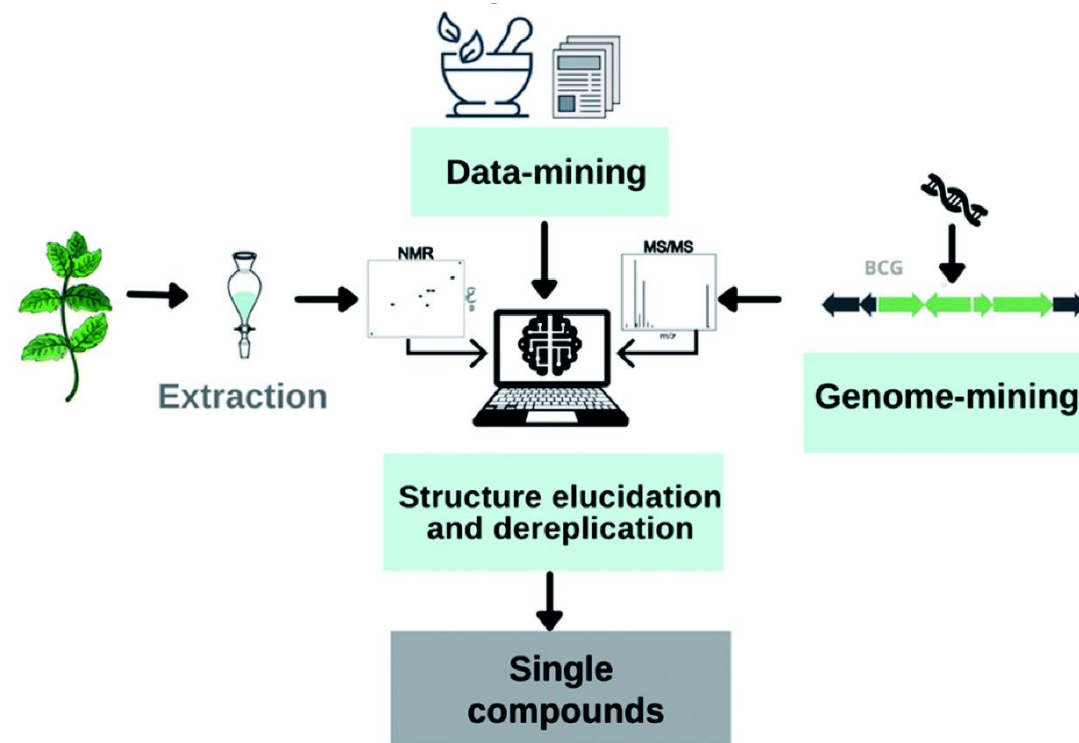 Data-mining
NMR
MS/MS
BCG
m/z
Extraction
Genome-mining
Structure elucidation
and dereplication
Single
compounds